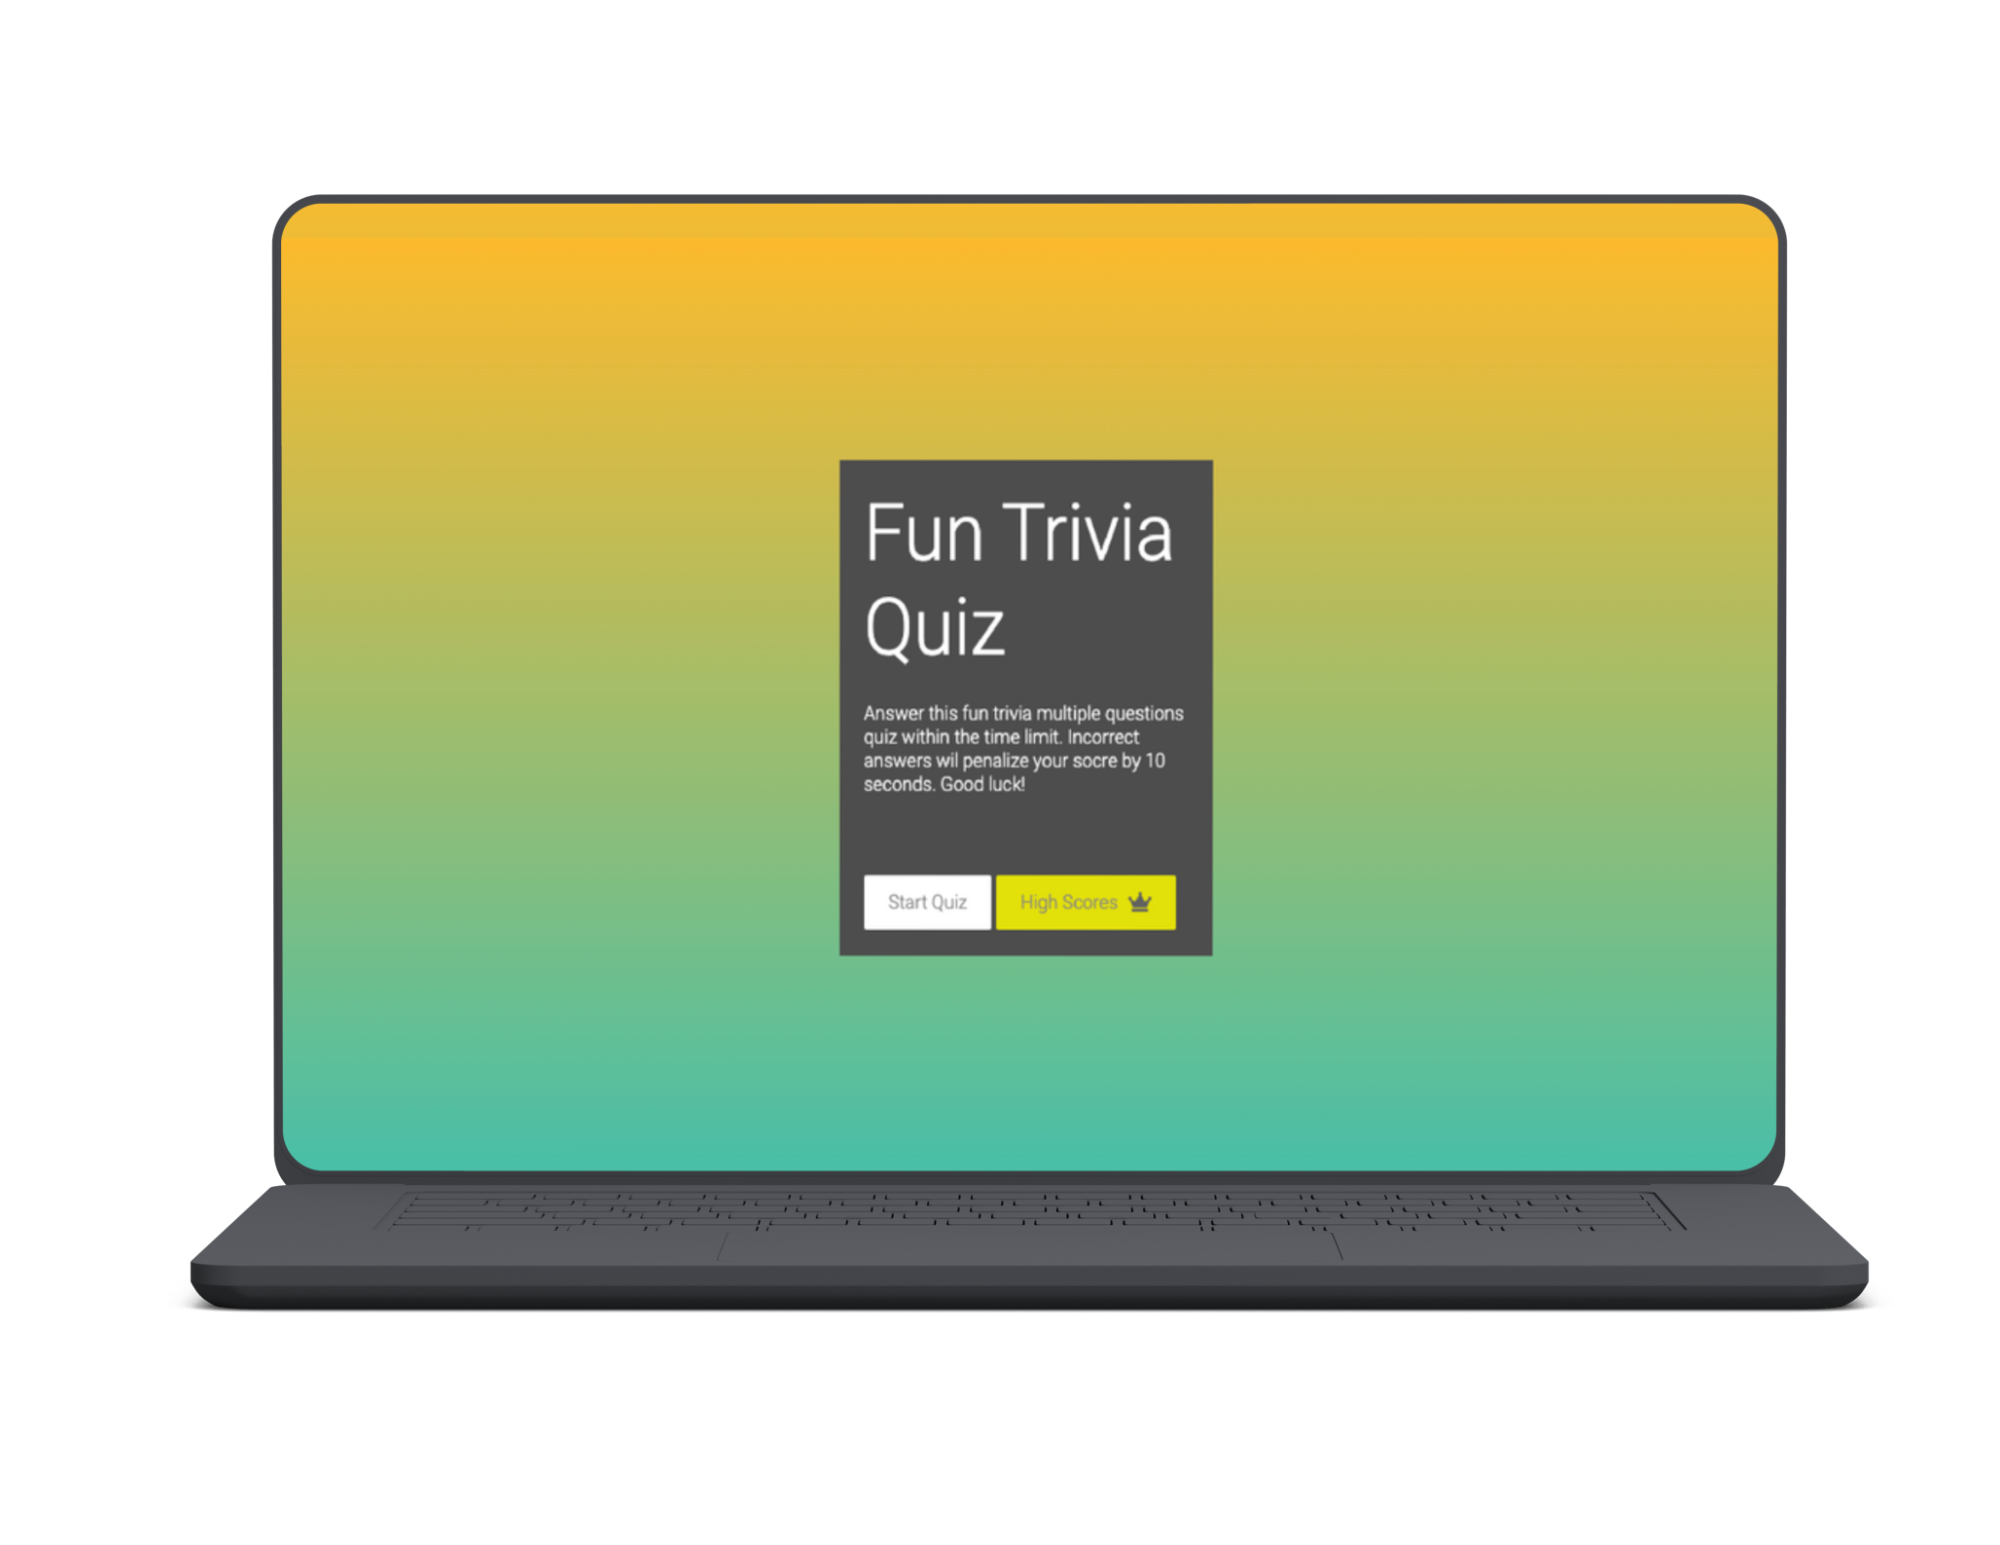 Fun Trivia
Quiz
Answer this fun trivia multiple questions
quiz within the time limit. Incorrect
answers wil penalize your socre by 10
seconds. Good luck!
Start Quiz
High Scores